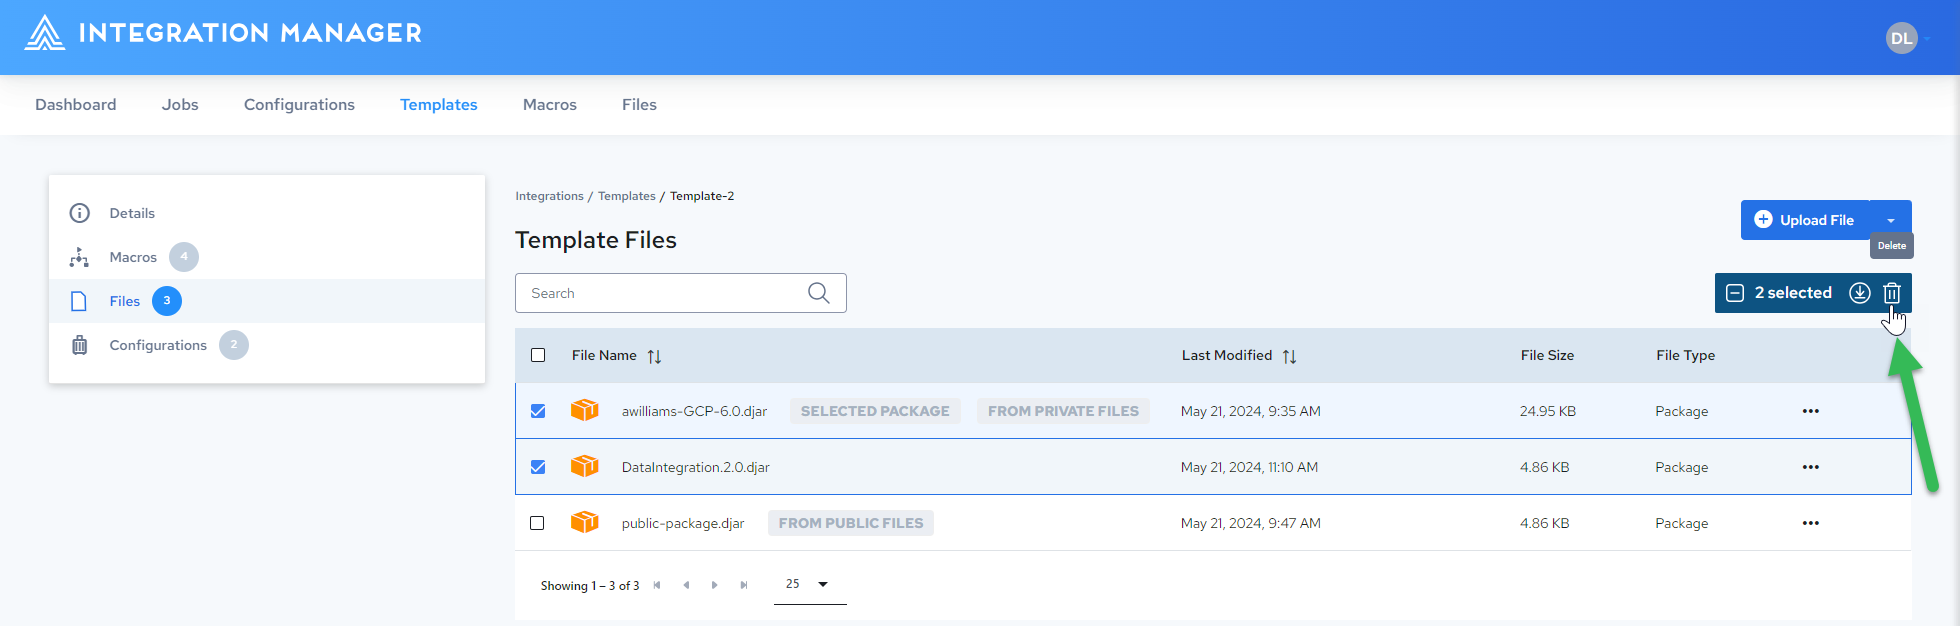 INTEGRATION MANAGER
DL
Dashboard Jobs Configurations Templates Macros Files
Details
Macros 4
Files 3
Configurations 2
Integrations / Templates / Template-2
Template Files
Upload File
Delete
Search
2 selected
File Name Last Modified File Size File Type
awilliams-GCP-6.0.djar SELECTED PACKAGE FROM PRIVATE FILES May 21, 2024, 9:35 AM 24.95 KB Package
DataIntegration.2.0.djar May 21, 2024, 11:10 AM 4.86 KB Package
public-package.djar FROM PUBLIC FILES May 21, 2024, 9:47 AM 4.86 KB Package
Showing 1 – 3 of 3 25